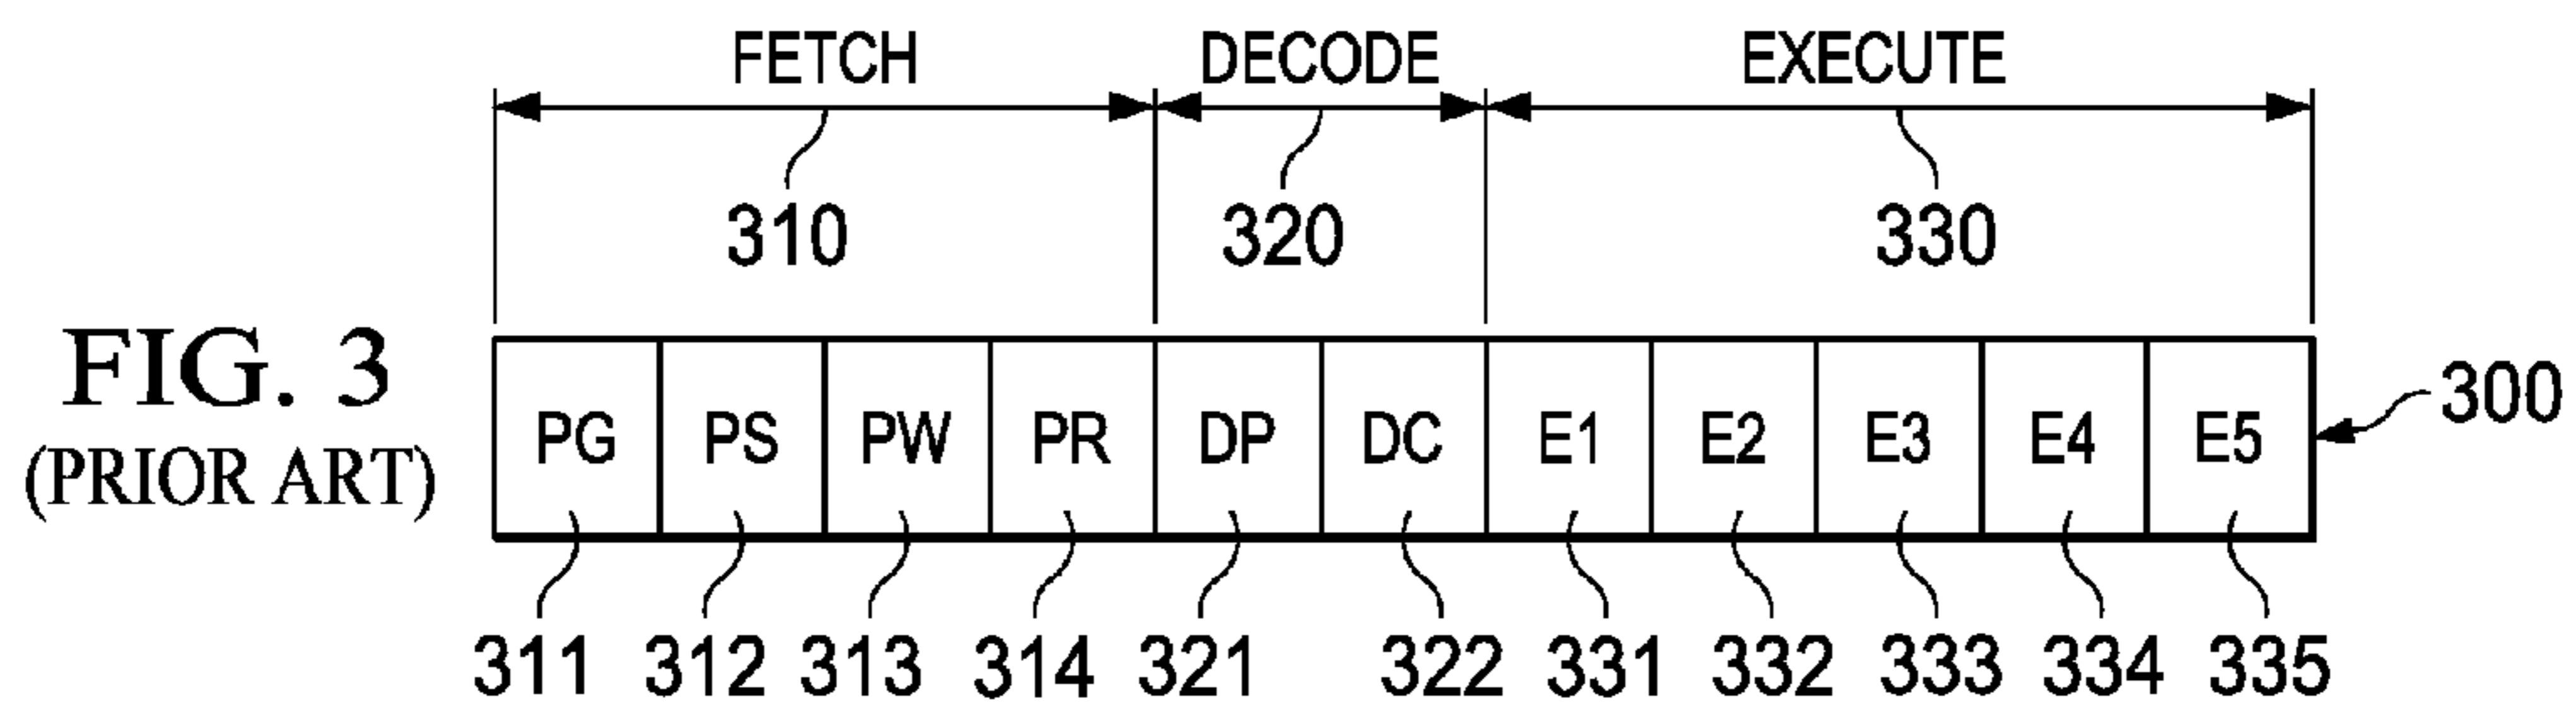 FETCH DECODE EXECUTE
310 320 330
FIG. 3
(PRIOR ART)
PG PS PW PR DP DC E1 E2 E3 E4 E5
300
311 312 313 314 321 322 331 332 333 334 335